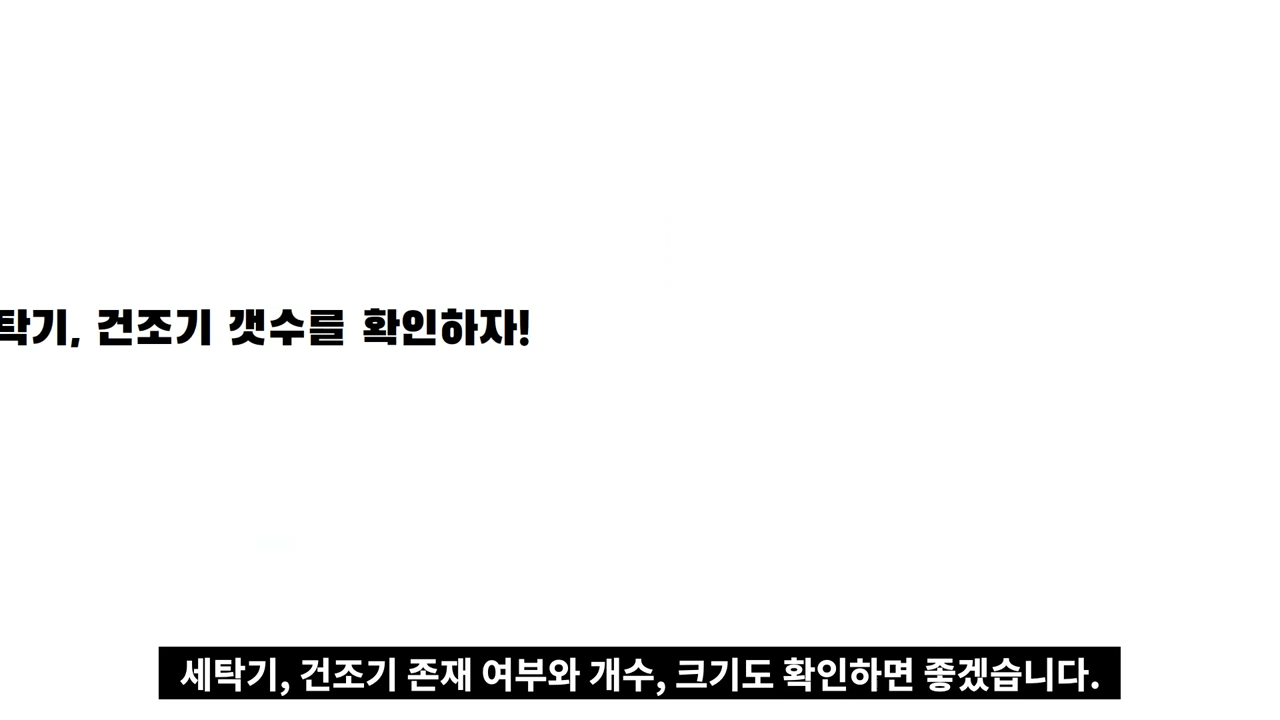 탁기, 건조기 갯수를 확인하자!
세탁기, 건조기 존재 여부와 개수, 크기도 확인하면 좋겠습니다.